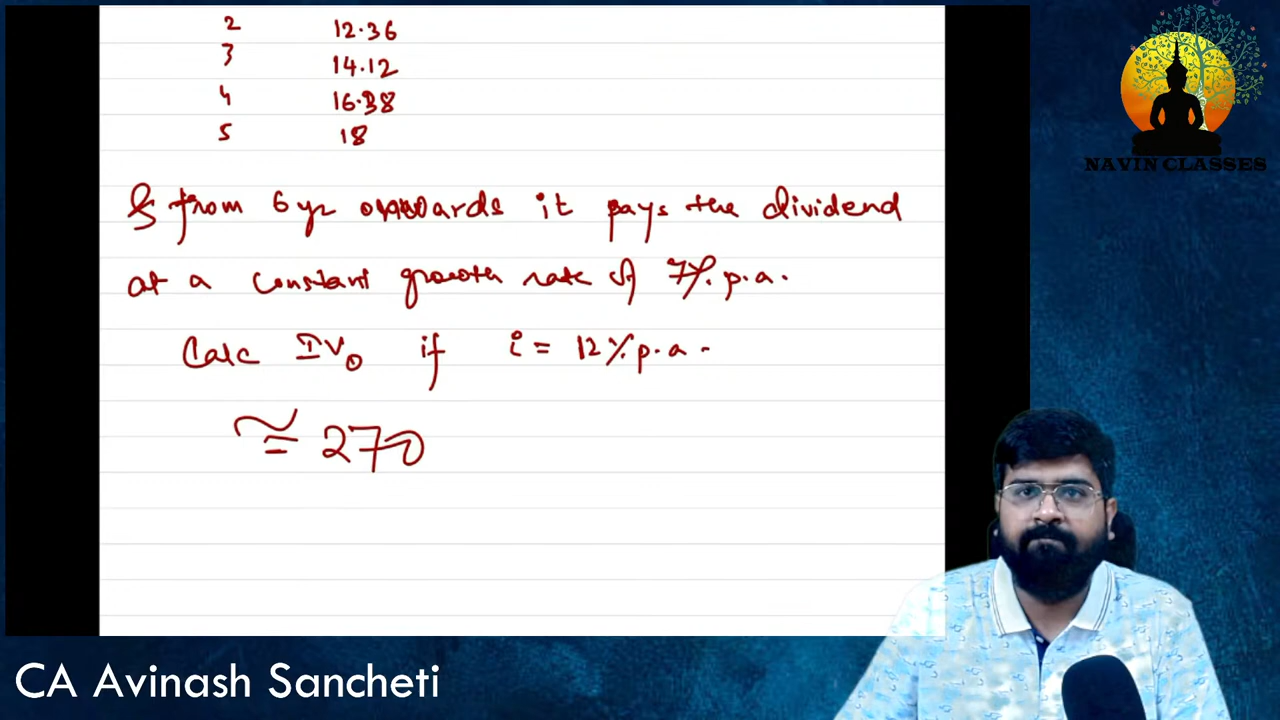 2 12.36
3 14.12
4 16.38
5 18
& from 6 yr onwards it pays the dividend
at a constant growth rate of 7%. p.a.
Calc IV₀ if i = 12% p.a.
≅ 270
NAVIN CLASSES
CA Avinash Sancheti